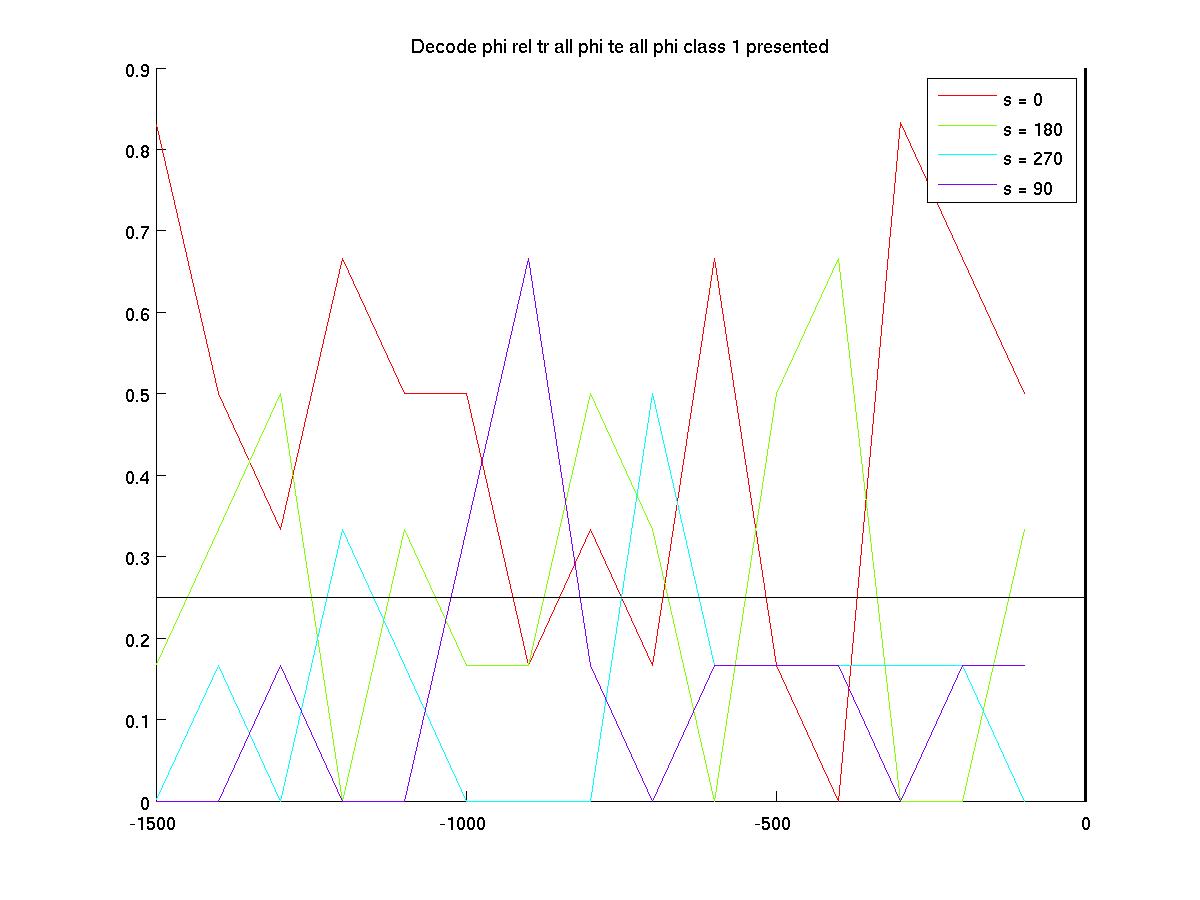 Decode phi rel tr all phi te all phi class 1 presented
0.9
s = 0
s = 180
0.8
s = 270
s = 90
0.7
0.6
0.5
0.4
0.3
0.2
0.1
0
-1500 -1000 -500 0